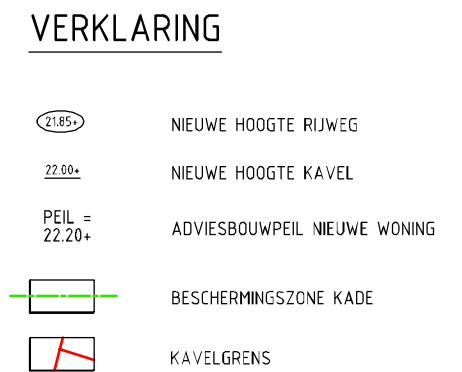 VERKLARING
21.85+ NIEUWE HOOGTE RIJWEG
22.00+ NIEUWE HOOGTE KAVEL
PEIL =
22.20+ ADVIESBOUWPEIL NIEUWE WONING
BESCHERMINGSZONE KADE
KAVELGRENS